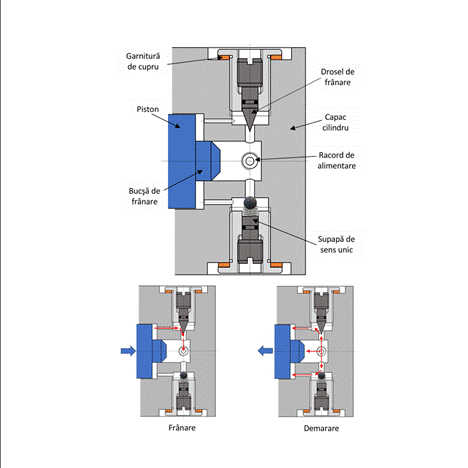 Garnitură
de cupru
Drosel de
frânare
Piston
Capac
cilindru
Racord de
alimentare
Bucșă de
frânare
Supapă de
sens unic
Frânare
Demarare